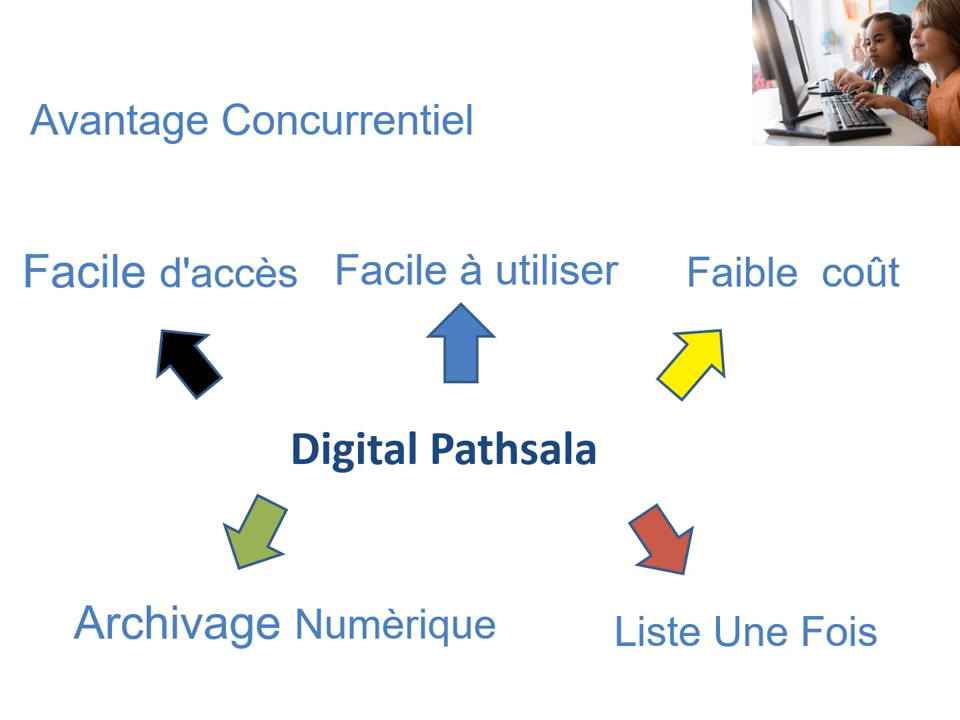 Avantage Concurrentiel
Facile d'accès
Facile à utiliser
Faible coût
Digital Pathsala
Archivage Numèrique
Liste Une Fois